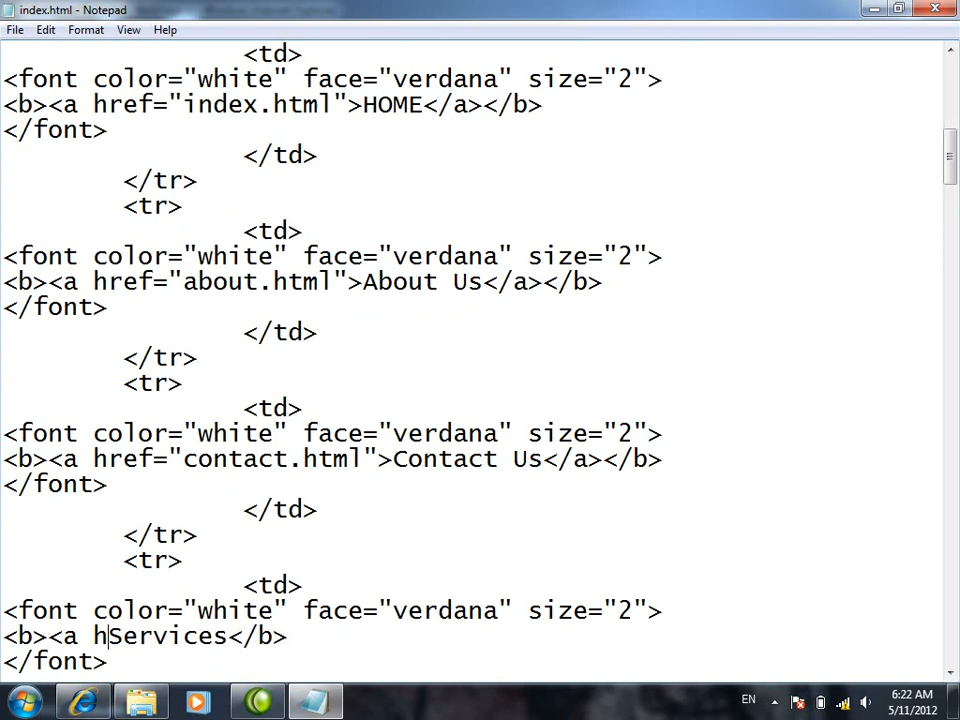 index.html - Notepad
File Edit Format View Help
<td>
<font color="white" face="verdana" size="2">
<b><a href="index.html">HOME</a></b>
</font>
</td>
</tr>
<tr>
<td>
<font color="white" face="verdana" size="2">
<b><a href="about.html">About Us</a></b>
</font>
</td>
</tr>
<tr>
<td>
<font color="white" face="verdana" size="2">
<b><a href="contact.html">Contact Us</a></b>
</font>
</td>
</tr>
<tr>
<td>
<font color="white" face="verdana" size="2">
<b><a hServices</b>
</font>
EN
6:22 AM
5/11/2012